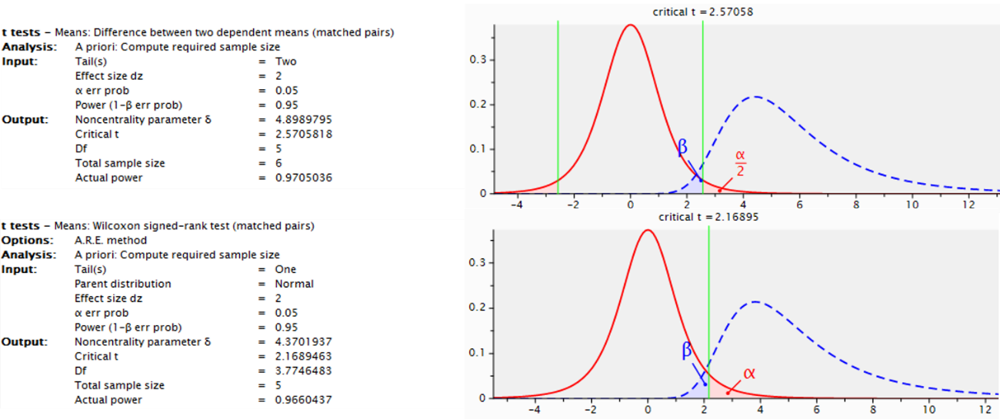 t tests – Means: Difference between two dependent means (matched pairs)
Analysis: A priori: Compute required sample size
Input: Tail(s) = Two
Effect size dz = 2
α err prob = 0.05
Power (1-β err prob) = 0.95
Output: Noncentrality parameter δ = 4.8989795
Critical t = 2.5705818
Df = 5
Total sample size = 6
Actual power = 0.9705036
critical t = 2.57058
0.3
0.2
0.1
0
β
α
2
-4 -2 0 2 4 6 8 10 12
t tests – Means: Wilcoxon signed-rank test (matched pairs)
Options: A.R.E. method
Analysis: A priori: Compute required sample size
Input: Tail(s) = One
Parent distribution = Normal
Effect size dz = 2
α err prob = 0.05
Power (1-β err prob) = 0.95
Output: Noncentrality parameter δ = 4.3701937
Critical t = 2.1689463
Df = 3.7746483
Total sample size = 5
Actual power = 0.9660437
critical t = 2.16895
0.3
0.2
0.1
0
β
α
-4 -2 0 2 4 6 8 10 12